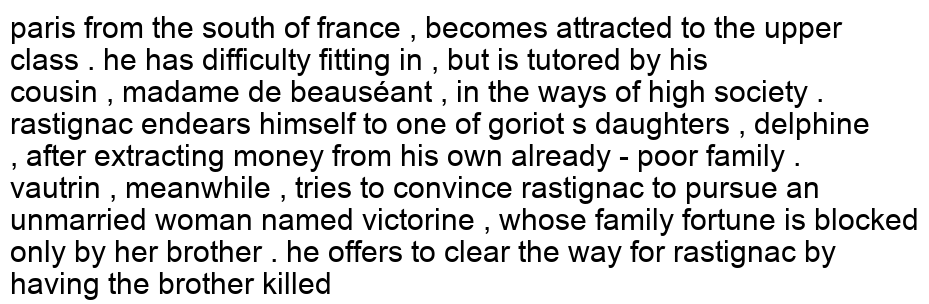 paris from the south of france , becomes attracted to the upper
class . he has difficulty fitting in , but is tutored by his
cousin , madame de beauséant , in the ways of high society .
rastignac endears himself to one of goriot s daughters , delphine
, after extracting money from his own already - poor family .
vautrin , meanwhile , tries to convince rastignac to pursue an
unmarried woman named victorine , whose family fortune is blocked
only by her brother . he offers to clear the way for rastignac by
having the brother killed